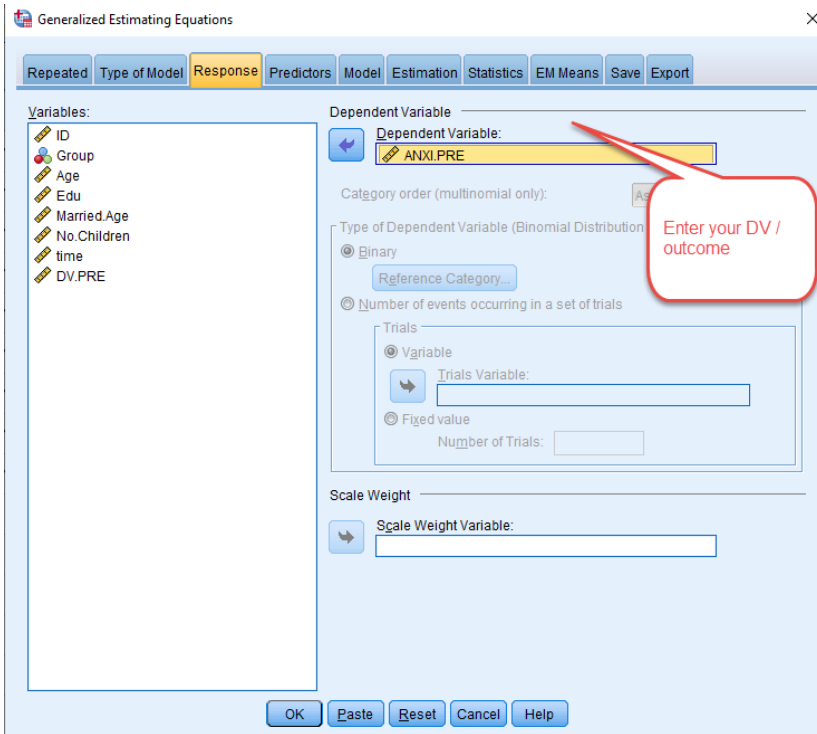 Generalized Estimating Equations
Repeated Type of Model Response Predictors Model Estimation Statistics EM Means Save Export
Variables:
ID
Group
Age
Edu
Married.Age
No.Children
time
DV.PRE
Dependent Variable
Dependent Variable:
ANXI.PRE
Category order (multinomial only):
Type of Dependent Variable (Binomial Distribution
Binary
Reference Category...
Number of events occurring in a set of trials
Trials
Variable
Trials Variable:
Fixed value
Number of Trials:
Scale Weight
Scale Weight Variable:
Enter your DV /
outcome
OK Paste Reset Cancel Help